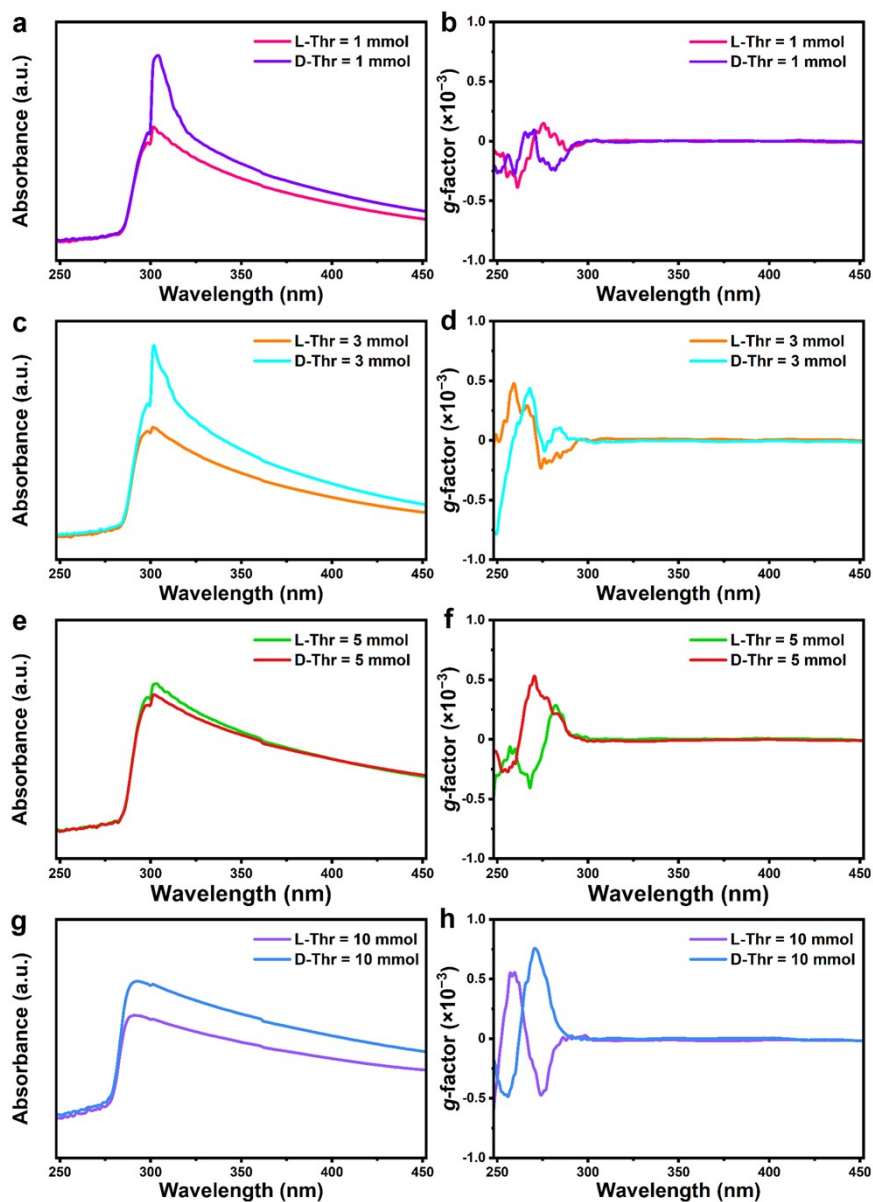 a
Absorbance (a.u.)
L-Thr = 1 mmol
D-Thr = 1 mmol
250 300 350 400 450
Wavelength (nm)
b
g-factor (×10⁻³)
1.0
0.5
0
-0.5
-1.0
L-Thr = 1 mmol
D-Thr = 1 mmol
250 300 350 400 450
Wavelength (nm)
c
Absorbance (a.u.)
L-Thr = 3 mmol
D-Thr = 3 mmol
250 300 350 400 450
Wavelength (nm)
d
g-factor (×10⁻³)
1.0
0.5
0
-0.5
-1.0
L-Thr = 3 mmol
D-Thr = 3 mmol
250 300 350 400 450
Wavelength (nm)
e
Absorbance (a.u.)
L-Thr = 5 mmol
D-Thr = 5 mmol
250 300 350 400 450
Wavelength (nm)
f
g-factor (×10⁻³)
1.0
0.5
0
-0.5
-1.0
L-Thr = 5 mmol
D-Thr = 5 mmol
250 300 350 400 450
Wavelength (nm)
g
Absorbance (a.u.)
L-Thr = 10 mmol
D-Thr = 10 mmol
250 300 350 400 450
Wavelength (nm)
h
g-factor (×10⁻³)
1.0
0.5
0
-0.5
-1.0
L-Thr = 10 mmol
D-Thr = 10 mmol
250 300 350 400 450
Wavelength (nm)